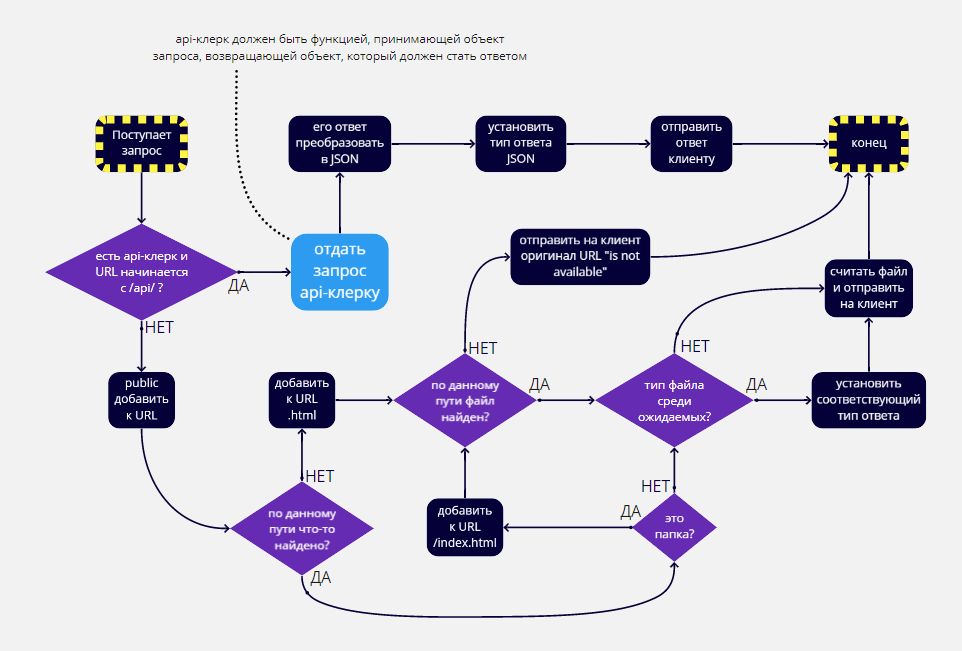 api-клерк должен быть функцией, принимающей объект
запроса, возвращающей объект, который должен стать ответом
Поступает
запрос
его ответ
преобразовать
в JSON
установить
тип ответа
JSON
отправить
ответ
клиенту
конец
есть api-клерк и
URL начинается
с /api/ ?
ДА
НЕТ
отдать
запрос
api-клерку
отправить на клиент
оригинал URL "is not
available"
считать файл
и отправить
на клиент
public
добавить
к URL
добавить
к URL
.html
НЕТ
по данному
пути файл
найден?
ДА
НЕТ
тип файла
среди
ожидаемых?
ДА
установить
соответствующий
тип ответа
НЕТ
по данному
пути что-то
найдено?
ДА
добавить
к URL
/index.html
ДА
НЕТ
это
папка?